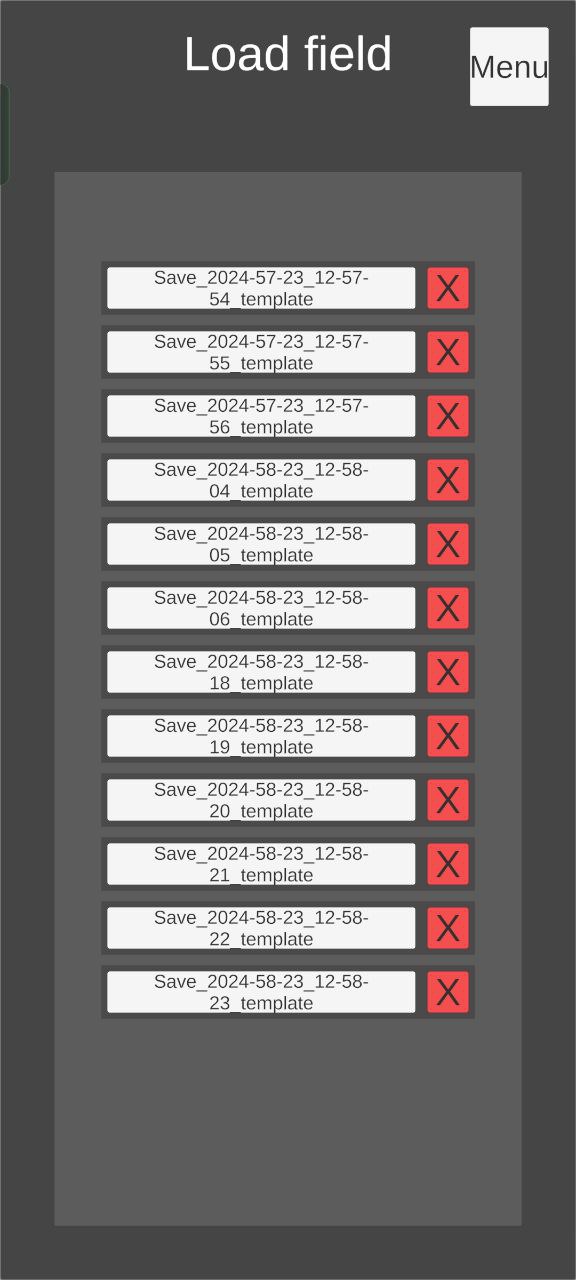 Load field
Menu
Save_2024-57-23_12-57-
54_template
X
Save_2024-57-23_12-57-
55_template
X
Save_2024-57-23_12-57-
56_template
X
Save_2024-58-23_12-58-
04_template
X
Save_2024-58-23_12-58-
05_template
X
Save_2024-58-23_12-58-
06_template
X
Save_2024-58-23_12-58-
18_template
X
Save_2024-58-23_12-58-
19_template
X
Save_2024-58-23_12-58-
20_template
X
Save_2024-58-23_12-58-
21_template
X
Save_2024-58-23_12-58-
22_template
X
Save_2024-58-23_12-58-
23_template
X